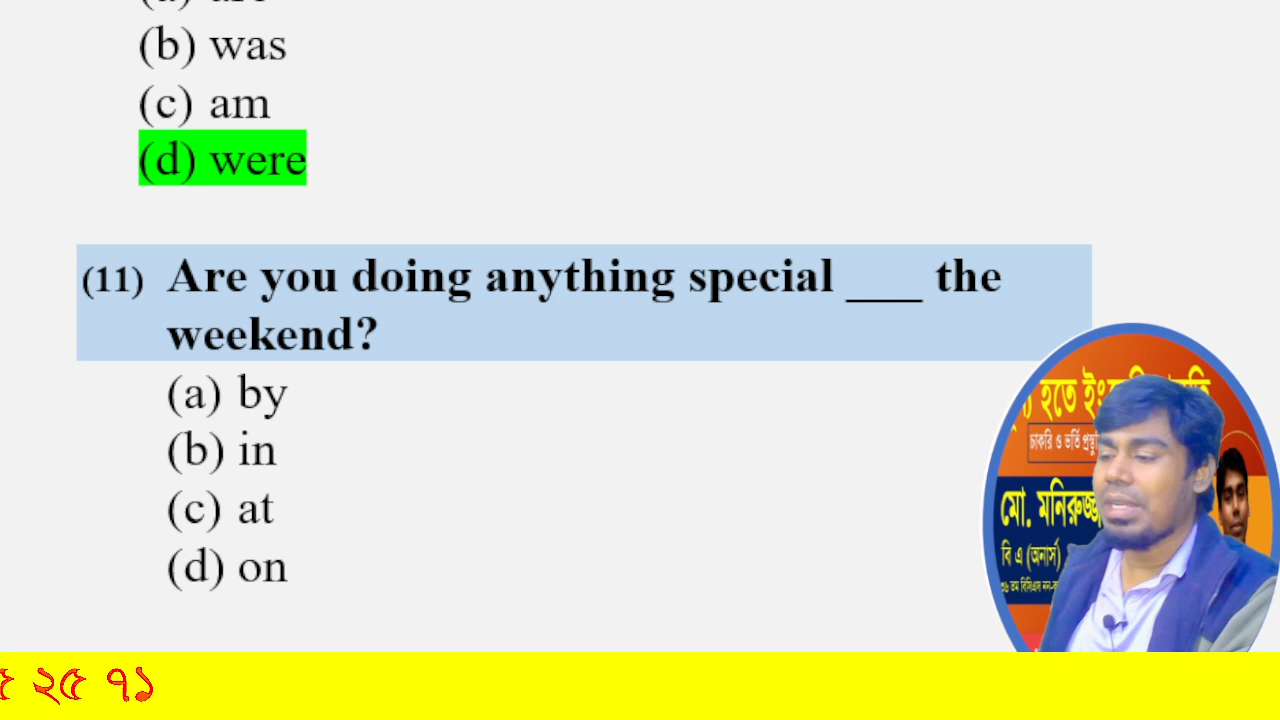 (b) was
(c) am
(d) were
(11) Are you doing anything special ___ the
weekend?
(a) by
(b) in
(c) at
(d) on
হতে
চাকরি ও ভর্তি
মো.
বি এ (অনার্স)
২৫ ৭১